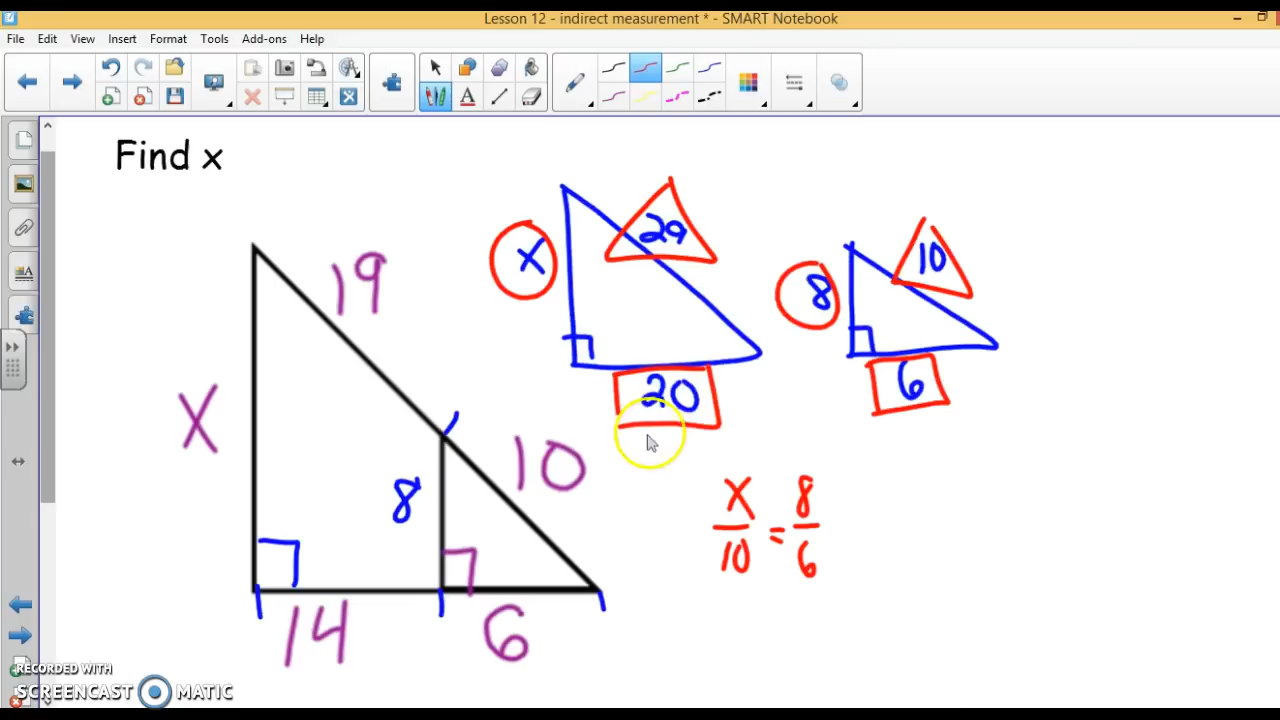 Lesson 12 - indirect measurement * - SMART Notebook
File Edit View Insert Format Tools Add-ons Help
Find x
19
X
8
10
14
6
x
29
20
8
10
6
x/10 = 8/6
RECORDED WITH
SCREENCAST MATIC